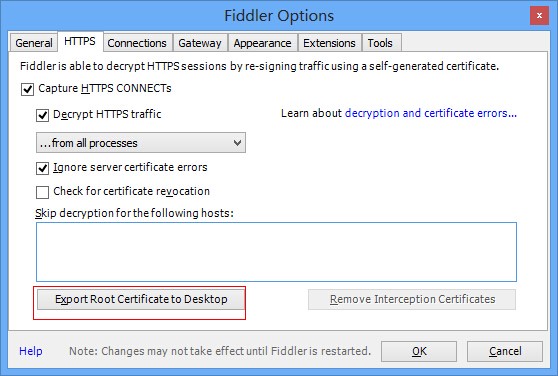 Fiddler Options
x
General HTTPS Connections Gateway Appearance Extensions Tools
Fiddler is able to decrypt HTTPS sessions by re-signing traffic using a self-generated certificate.
Capture HTTPS CONNECTs
Decrypt HTTPS traffic Learn about decryption and certificate errors...
...from all processes
Ignore server certificate errors
Check for certificate revocation
Skip decryption for the following hosts:
Export Root Certificate to Desktop Remove Interception Certificates
Help Note: Changes may not take effect until Fiddler is restarted. OK Cancel